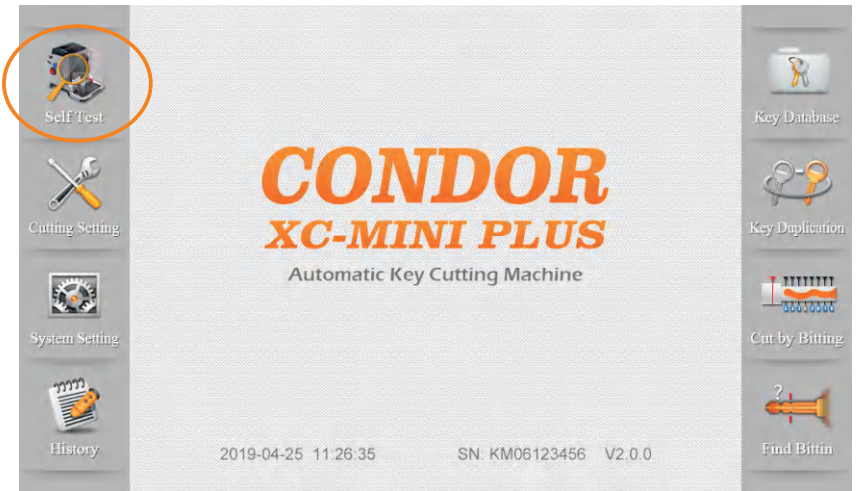 Self Test
Cutting Setting
System Setting
History
CONDOR
XC-MINI PLUS
Automatic Key Cutting Machine
2019-04-25 11:26:35 SN: KM06123456 V2.0.0
Key Database
Key Duplication
Cut by Bitting
?
Find Bittin